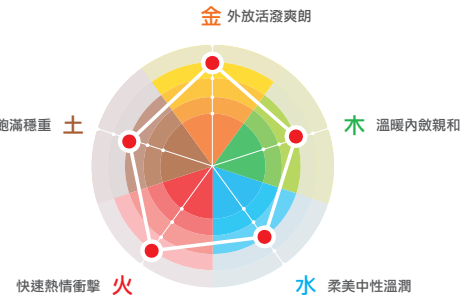 金 外放活潑爽朗
飽滿穩重 土
木 溫暖內斂親和
快速熱情衝擊 火
水 柔美中性溫潤